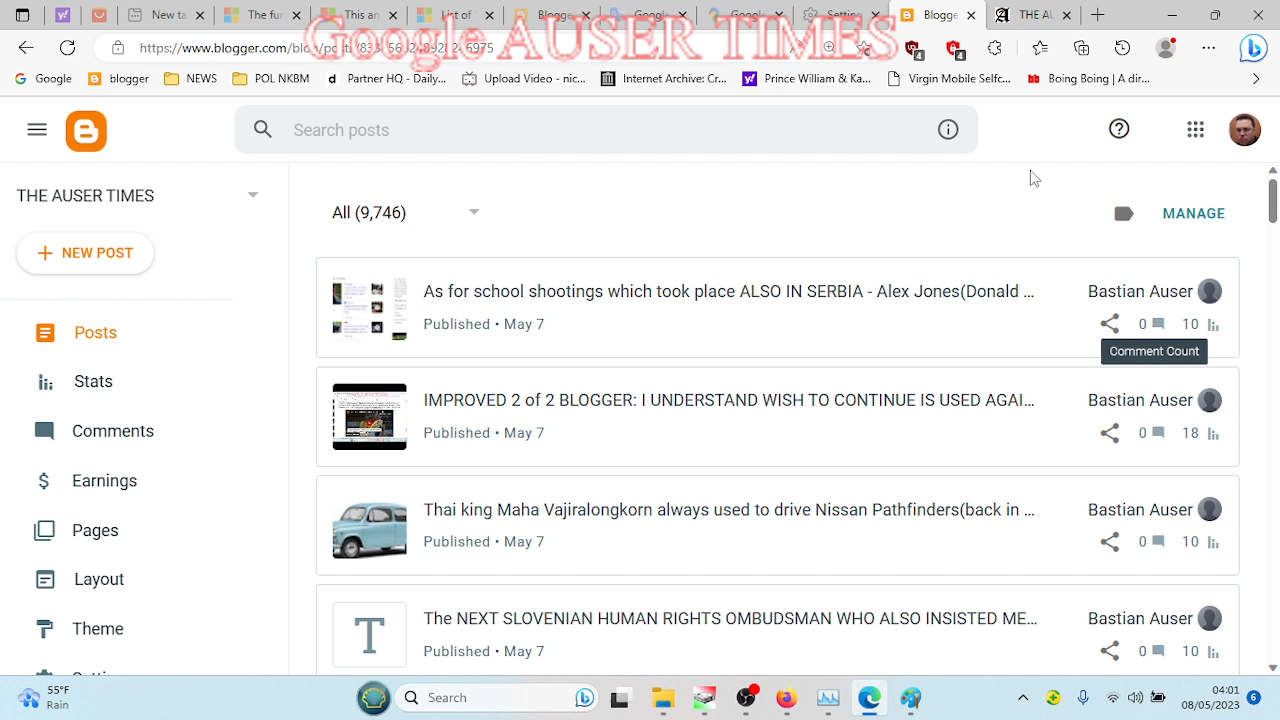 New ta
The fu
List of
Blogge
Googl
Google
Settin
Blogge
THE AU
Google AUSER TIMES
https://www.blogger.com/blog/posts/83
Google
blogger
NEWS
POL NKBM
Partner HQ - Daily...
Upload Video - nic...
Internet Archive: Cr...
Prince William & Ka...
Virgin Mobile Selfc...
Boing Boing | A dir...
Search posts
THE AUSER TIMES
All (9,746)
MANAGE
NEW POST
As for school shootings which took place ALSO IN SERBIA - Alex Jones(Donald ...
Bastian Auser
Published • May 7
0
10
Comment Count
Posts
Stats
IMPROVED 2 of 2 BLOGGER: I UNDERSTAND WISH TO CONTINUE IS USED AGAI...
Bastian Auser
Published • May 7
0
18
Comments
Earnings
Thai king Maha Vajiralongkorn always used to drive Nissan Pathfinders(back in ...
Bastian Auser
Published • May 7
0
10
Pages
Layout
The NEXT SLOVENIAN HUMAN RIGHTS OMBUDSMAN WHO ALSO INSISTED ME...
Bastian Auser
Published • May 7
0
10
Theme
55°F
Rain
Search
04:01
08/05/2023
6